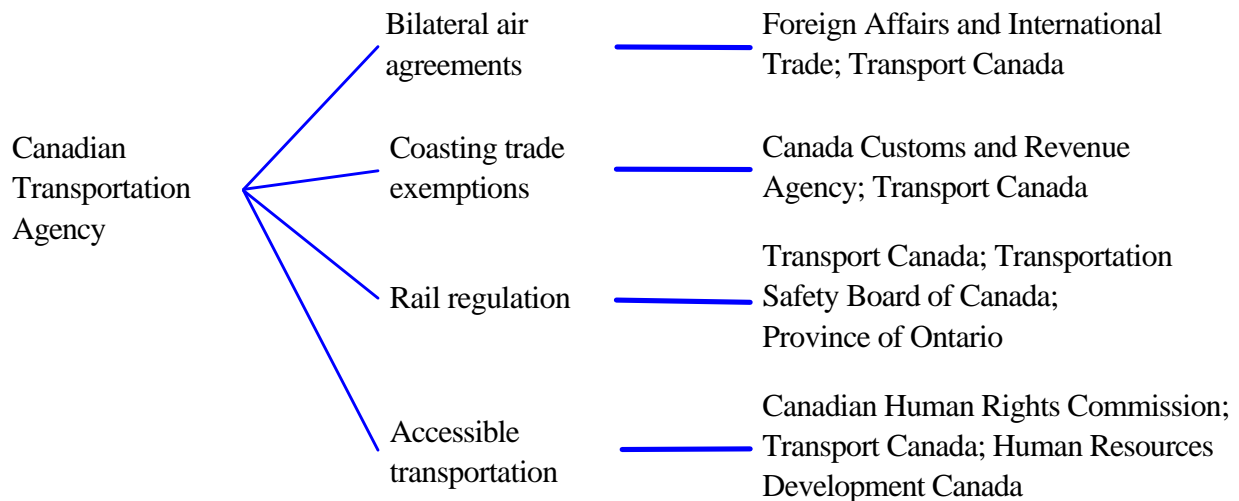 Canadian
Transportation
Agency
Bilateral air
agreements
Foreign Affairs and International
Trade; Transport Canada
Coasting trade
exemptions
Canada Customs and Revenue
Agency; Transport Canada
Rail regulation
Transport Canada; Transportation
Safety Board of Canada;
Province of Ontario
Accessible
transportation
Canadian Human Rights Commission;
Transport Canada; Human Resources
Development Canada